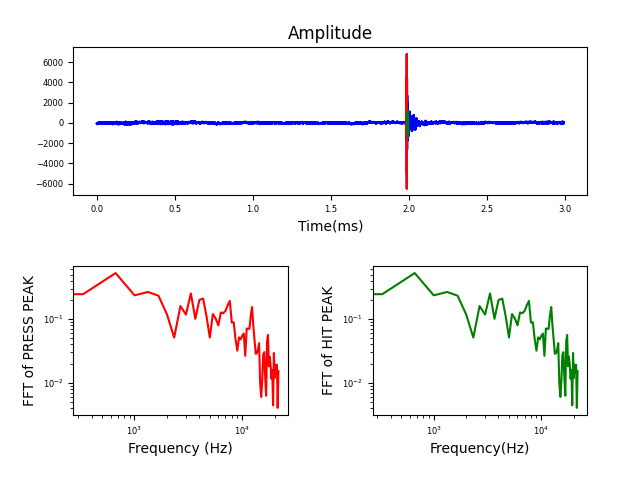 Amplitude
6000
4000
2000
0
−2000
−4000
−6000
0.0 0.5 1.0 1.5 2.0 2.5 3.0
Time(ms)
FFT of PRESS PEAK
10⁻¹
10⁻²
10³ 10⁴
Frequency (Hz)
FFT of HIT PEAK
10⁻¹
10⁻²
10³ 10⁴
Frequency(Hz)